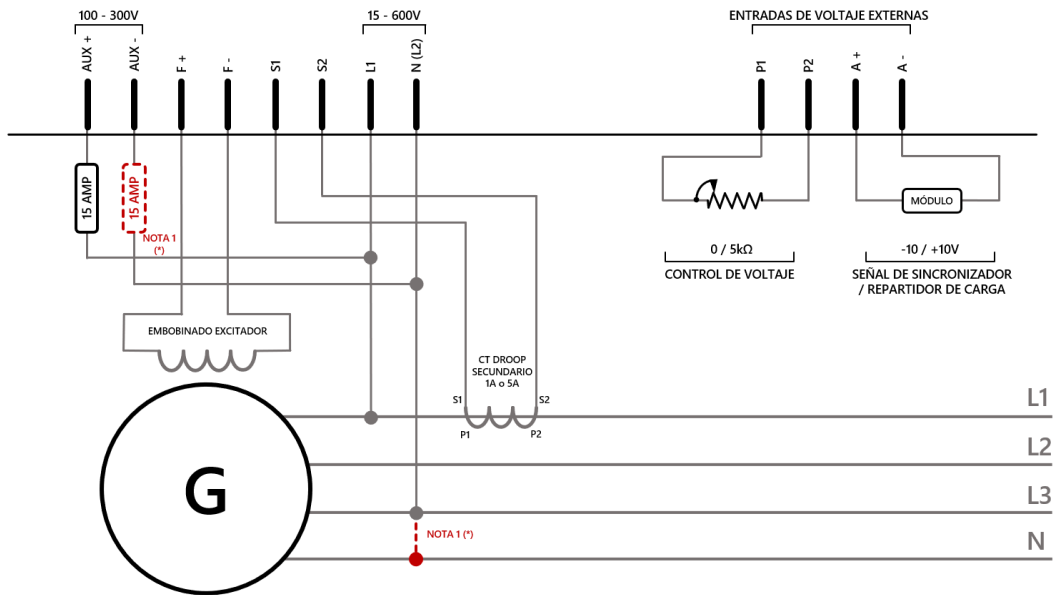 100 - 300V
15 - 600V
ENTRADAS DE VOLTAJE EXTERNAS
AUX +
AUX -
F +
F -
S1
S2
L1
N (L2)
P1
P2
A +
A -
15 AMP
15 AMP
NOTA 1
(*)
MÓDULO
0 / 5kΩ
CONTROL DE VOLTAJE
-10 / +10V
SEÑAL DE SINCRONIZADOR
/ REPARTIDOR DE CARGA
EMBOBINADO EXCITADOR
CT DROOP
SECUNDARIO
1A o 5A
S1
S2
P1
P2
L1
L2
L3
N
G
NOTA 1 (*)